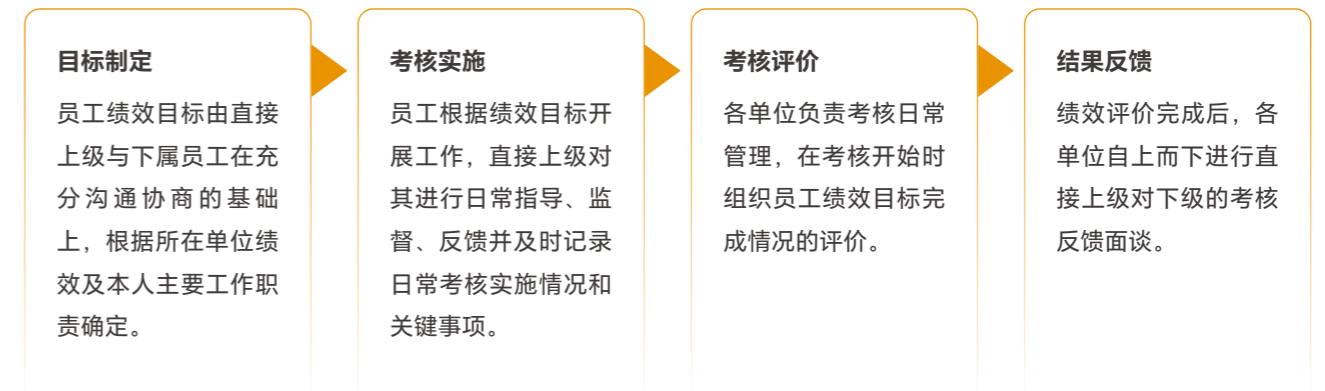 目标制定
员工绩效目标由直接
上级与下属员工在充
分沟通协商的基础
上，根据所在单位绩
效及本人主要工作职
责确定。
考核实施
员工根据绩效目标开
展工作，直接上级对
其进行日常指导、监
督、反馈并及时记录
日常考核实施情况和
关键事项。
考核评价
各单位负责考核日常
管理，在考核开始时
组织员工绩效目标完
成情况的评价。
结果反馈
绩效评价完成后，各
单位自上而下进行直
接上级对下级的考核
反馈面谈。